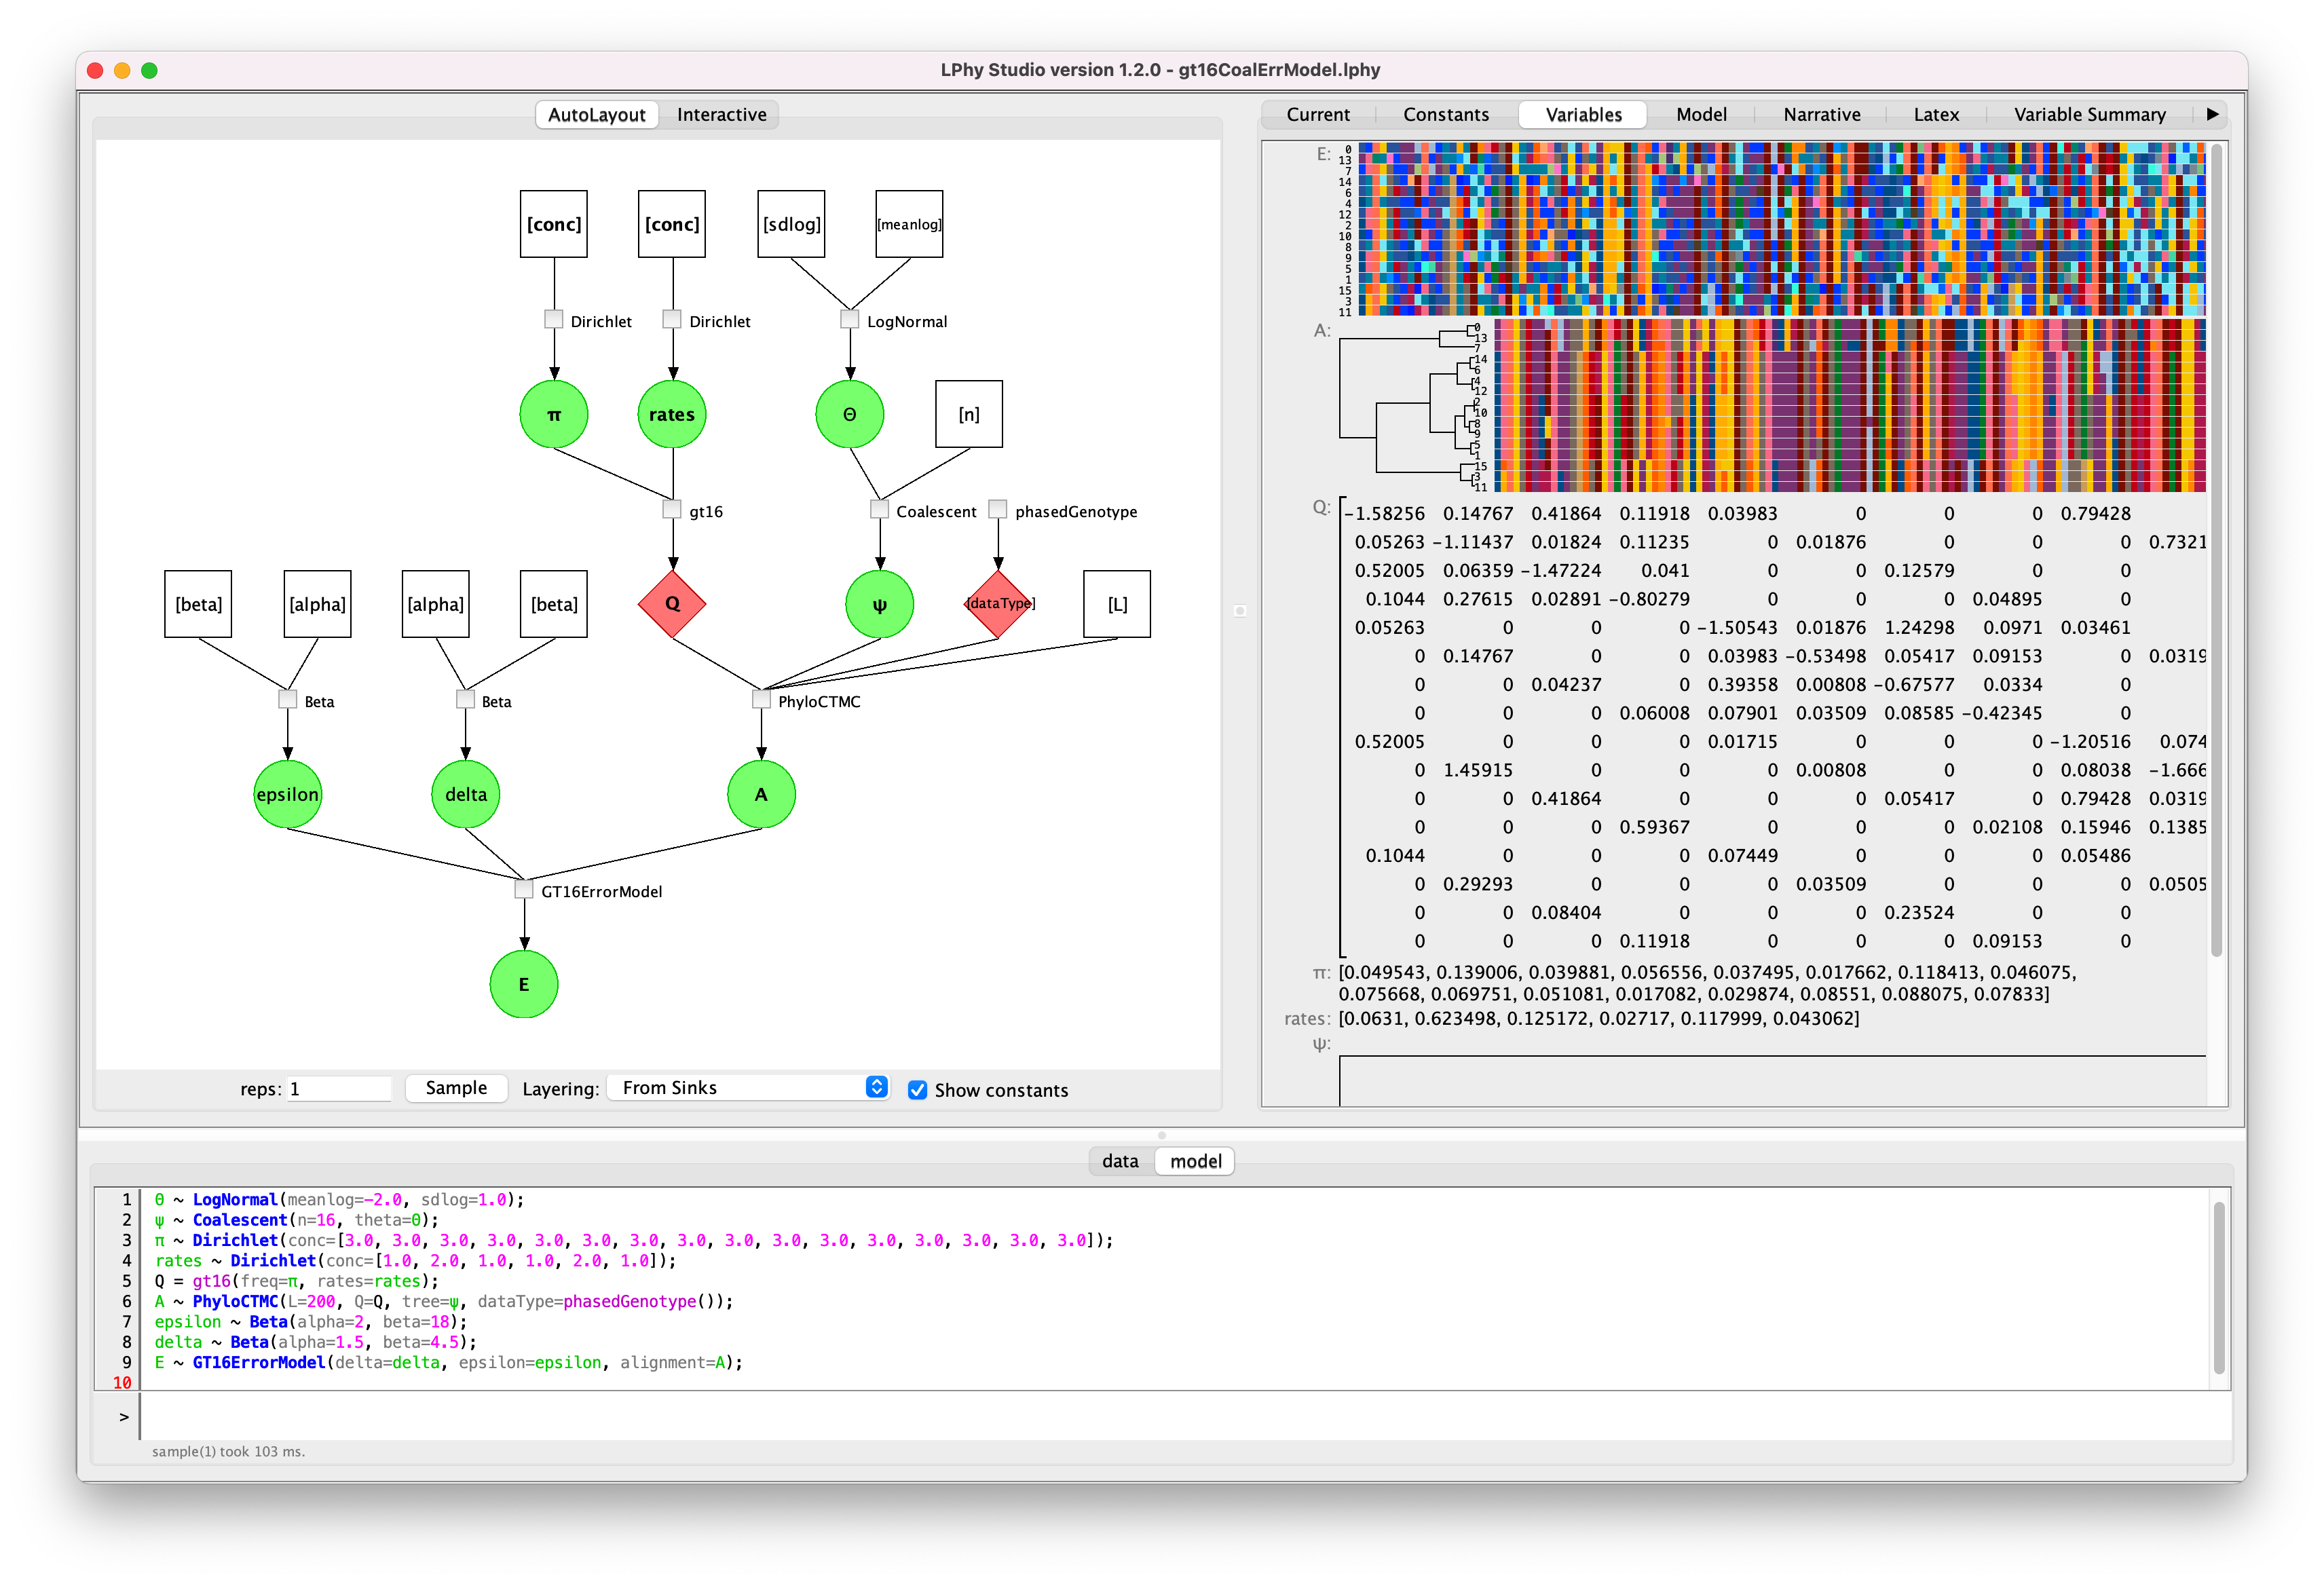 LPhy Studio version 1.2.0 - gt16CoalErrModel.lphy
AutoLayout Interactive
[conc] [conc] [sdlog] [meanlog]
Dirichlet Dirichlet LogNormal
π rates Θ [n]
gt16 Coalescent phasedGenotype
[beta] [alpha] [alpha] [beta] Q ψ [dataType] [L]
Beta Beta PhyloCTMC
epsilon delta A
GT16ErrorModel
E
reps: 1 Sample Layering: From Sinks Show constants
Current Constants Variables Model Narrative Latex Variable Summary
E:
0
13
7
14
6
4
12
2
10
8
9
5
1
15
3
11
A:
0
13
7
14
6
4
12
2
10
8
9
5
1
15
3
11
Q:
−1.58256 0.14767 0.41864 0.11918 0.03983 0 0 0 0.79428
0.05263 −1.11437 0.01824 0.11235 0 0.01876 0 0 0 0.7321
0.52005 0.06359 −1.47224 0.041 0 0 0.12579 0 0
0.1044 0.27615 0.02891 −0.80279 0 0 0 0.04895 0
0.05263 0 0 0 −1.50543 0.01876 1.24298 0.0971 0.03461
0 0.14767 0 0 0.03983 −0.53498 0.05417 0.09153 0 0.0319
0 0 0.04237 0 0.39358 0.00808 −0.67577 0.0334 0
0 0 0 0.06008 0.07901 0.03509 0.08585 −0.42345 0
0.52005 0 0 0 0.01715 0 0 0 −1.20516 0.074
0 1.45915 0 0 0 0.00808 0 0 0.08038 −1.666
0 0 0.41864 0 0 0 0.05417 0 0.79428 0.0319
0 0 0 0.59367 0 0 0 0.02108 0.15946 0.1385
0.1044 0 0 0 0.07449 0 0 0 0.05486
0 0.29293 0 0 0 0.03509 0 0 0 0.0505
0 0 0.08404 0 0 0 0.23524 0 0
0 0 0 0.11918 0 0 0 0.09153 0
π: [0.049543, 0.139006, 0.039881, 0.056556, 0.037495, 0.017662, 0.118413, 0.046075,
0.075668, 0.069751, 0.051081, 0.017082, 0.029874, 0.08551, 0.088075, 0.07833]
rates: [0.0631, 0.623498, 0.125172, 0.02717, 0.117999, 0.043062]
ψ:
data model
1 Θ ~ LogNormal(meanlog=−2.0, sdlog=1.0);
2 ψ ~ Coalescent(n=16, theta=Θ);
3 π ~ Dirichlet(conc=[3.0, 3.0, 3.0, 3.0, 3.0, 3.0, 3.0, 3.0, 3.0, 3.0, 3.0, 3.0, 3.0, 3.0, 3.0, 3.0]);
4 rates ~ Dirichlet(conc=[1.0, 2.0, 1.0, 1.0, 2.0, 1.0]);
5 Q = gt16(freq=π, rates=rates);
6 A ~ PhyloCTMC(L=200, Q=Q, tree=ψ, dataType=phasedGenotype());
7 epsilon ~ Beta(alpha=2, beta=18);
8 delta ~ Beta(alpha=1.5, beta=4.5);
9 E ~ GT16ErrorModel(delta=delta, epsilon=epsilon, alignment=A);
10
>
sample(1) took 103 ms.